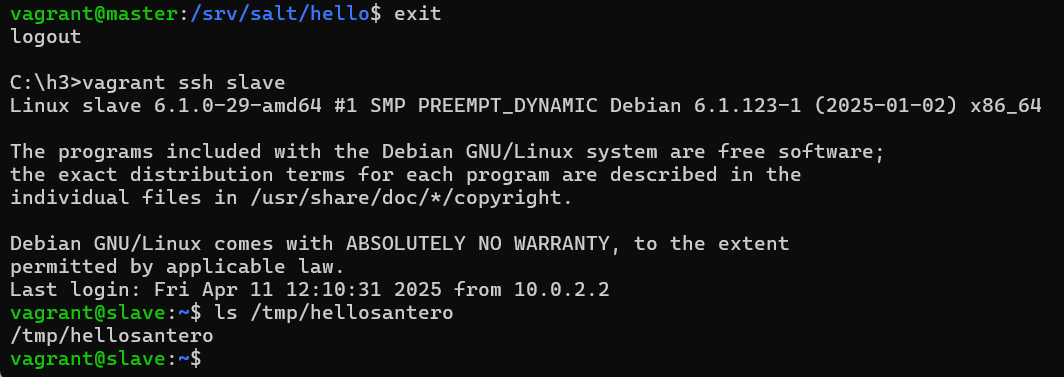 vagrant@master:/srv/salt/hello$ exit
logout
C:\h3>vagrant ssh slave
Linux slave 6.1.0-29-amd64 #1 SMP PREEMPT_DYNAMIC Debian 6.1.123-1 (2025-01-02) x86_64
The programs included with the Debian GNU/Linux system are free software;
the exact distribution terms for each program are described in the
individual files in /usr/share/doc/*/copyright.
Debian GNU/Linux comes with ABSOLUTELY NO WARRANTY, to the extent
permitted by applicable law.
Last login: Fri Apr 11 12:10:31 2025 from 10.0.2.2
vagrant@slave:~$ ls /tmp/hellosantero
/tmp/hellosantero
vagrant@slave:~$